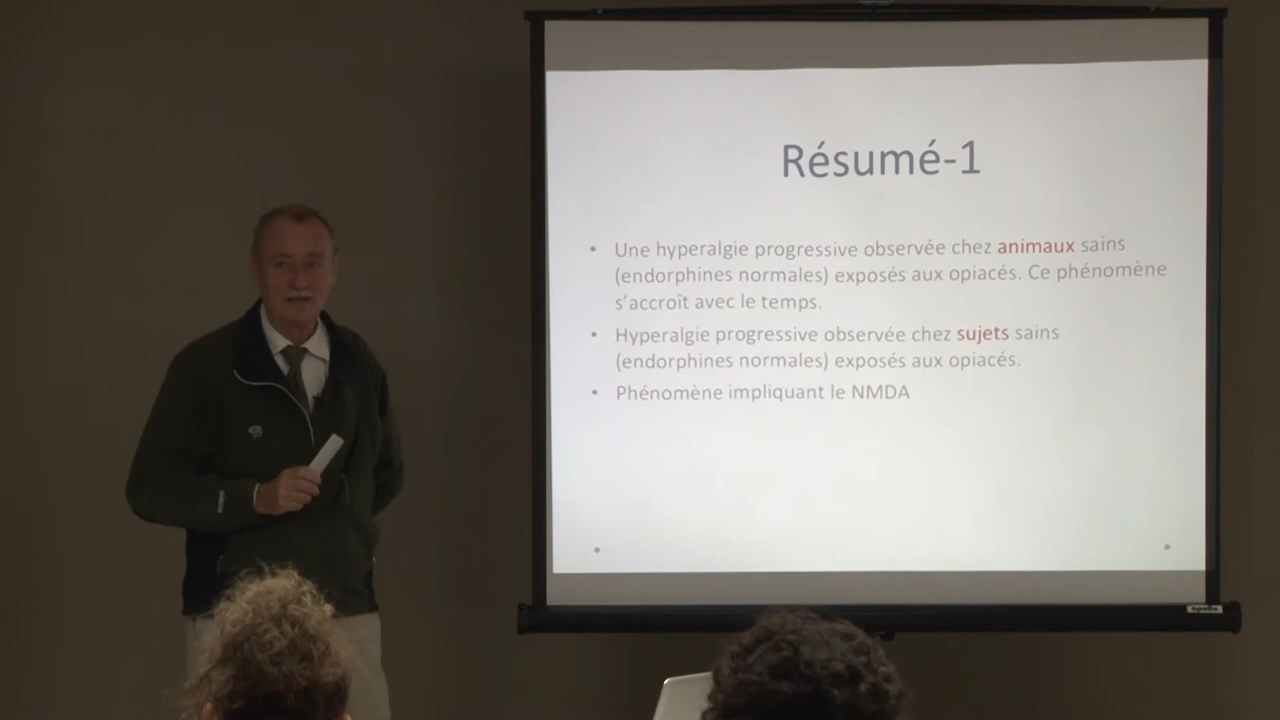 Résumé-1
• Une hyperalgie progressive observée chez animaux sains
(endorphines normales) exposés aux opiacés. Ce phénomène
s'accroît avec le temps.
• Hyperalgie progressive observée chez sujets sains
(endorphines normales) exposés aux opiacés.
• Phénomène impliquant le NMDA
apollo